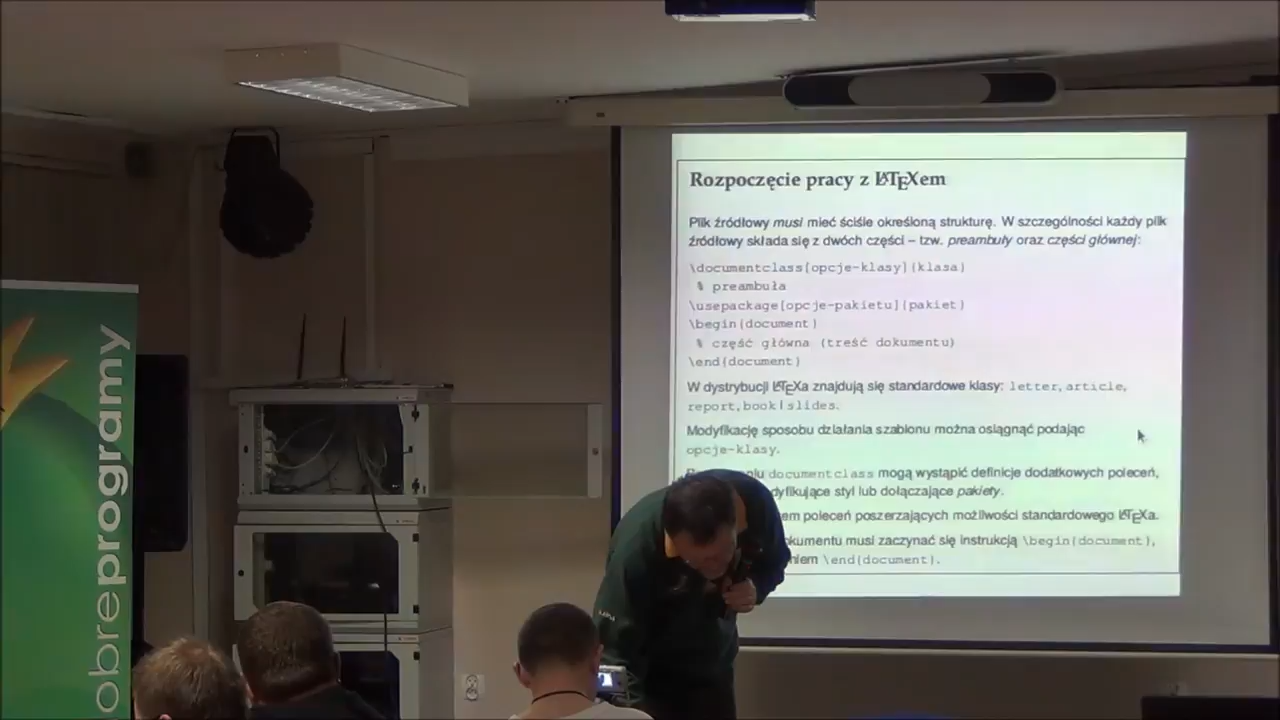 Rozpoczęcie pracy z LATEXem
Plik źródłowy musi mieć ściśle określoną strukturę. W szczególności każdy plik
źródłowy składa się z dwóch części – tzw. preambuły oraz części głównej:
\documentclass[opcje-klasy]{klasa}
% preambuła
\usepackage[opcje-pakietu]{pakiet}
\begin{document}
% część główna (treść dokumentu)
\end{document}
W dystrybucji LATEXa znajdują się standardowe klasy: letter, article,
report, book i slides.
Modyfikację sposobu działania szablonu można osiągnąć podając
opcje-klasy.
documentclass mogą wystąpić definicje dodatkowych poleceń,
dyfikujące styl lub dołączające pakiety.
em poleceń poszerzających możliwości standardowego LATEXa.
okumentu musi zaczynać się instrukcją \begin{document},
niem \end{document}.
obreprogramy